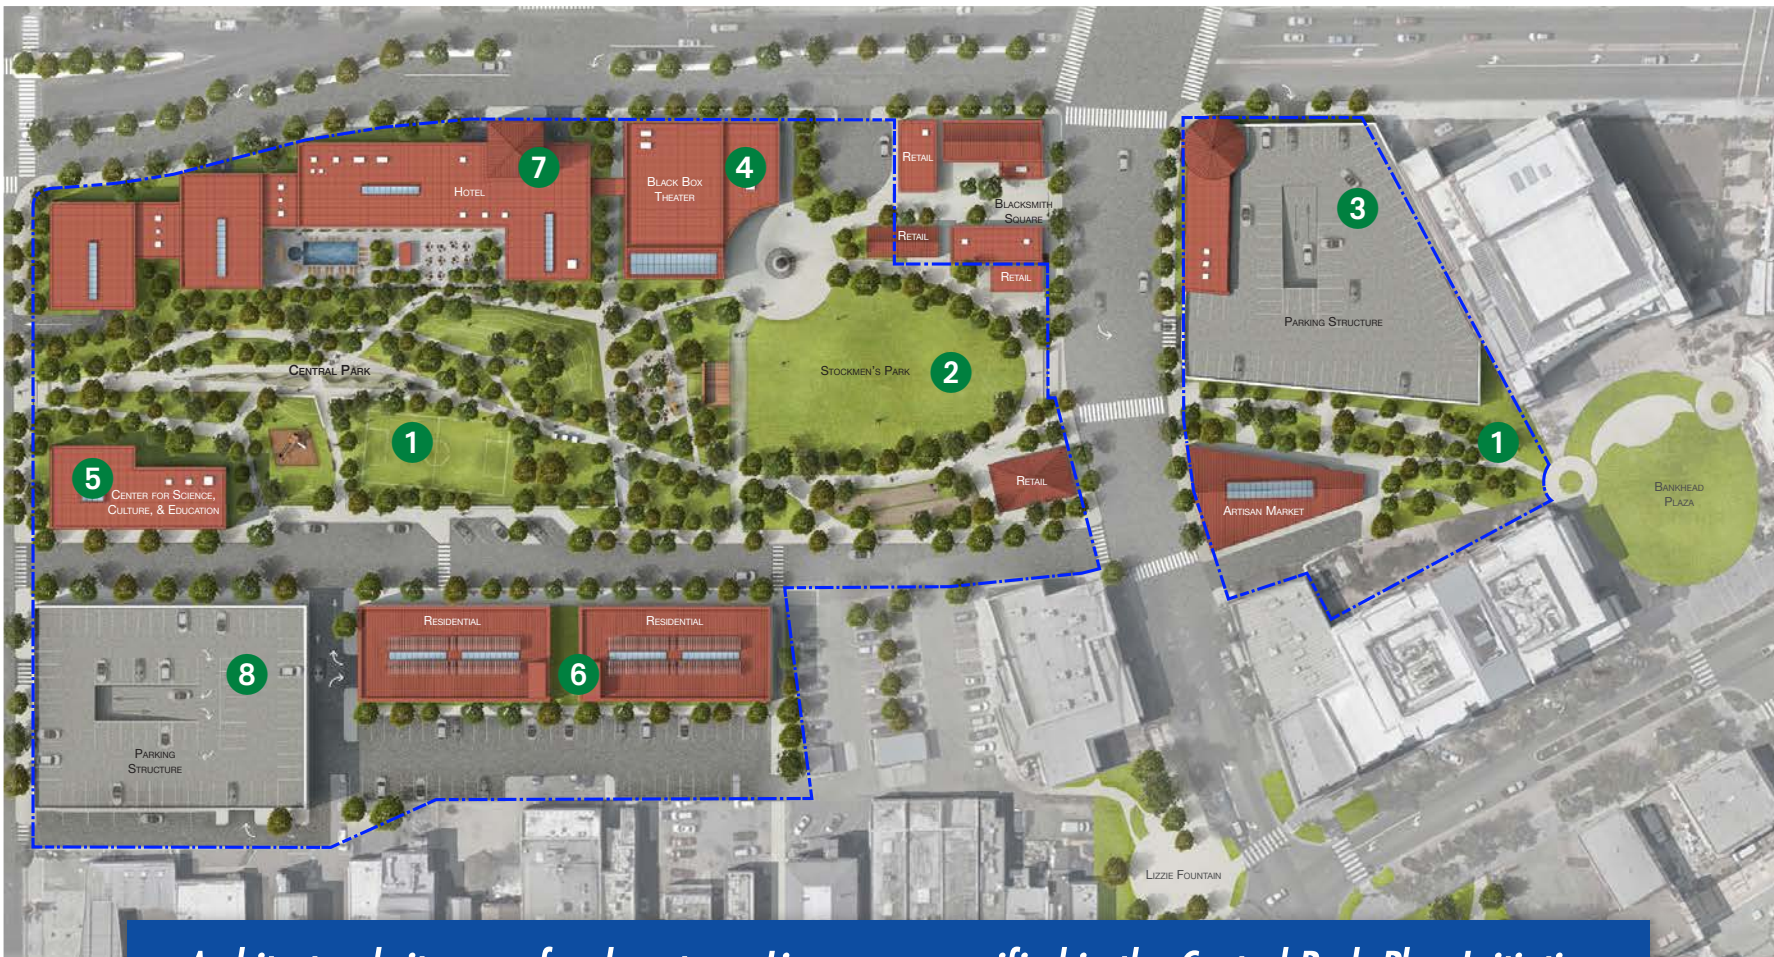 7
4
HOTEL
BLACK BOX
THEATER
RETAIL
BLACKSMITH
SQUARE
RETAIL
RETAIL
3
PARKING STRUCTURE
CENTRAL PARK
STOCKMEN'S PARK
2
1
1
5
CENTER FOR SCIENCE,
CULTURE, & EDUCATION
RETAIL
ARTISAN MARKET
BANKHEAD
PLAZA
RESIDENTIAL
RESIDENTIAL
8
6
PARKING
STRUCTURE
LIZZIE FOUNTAIN